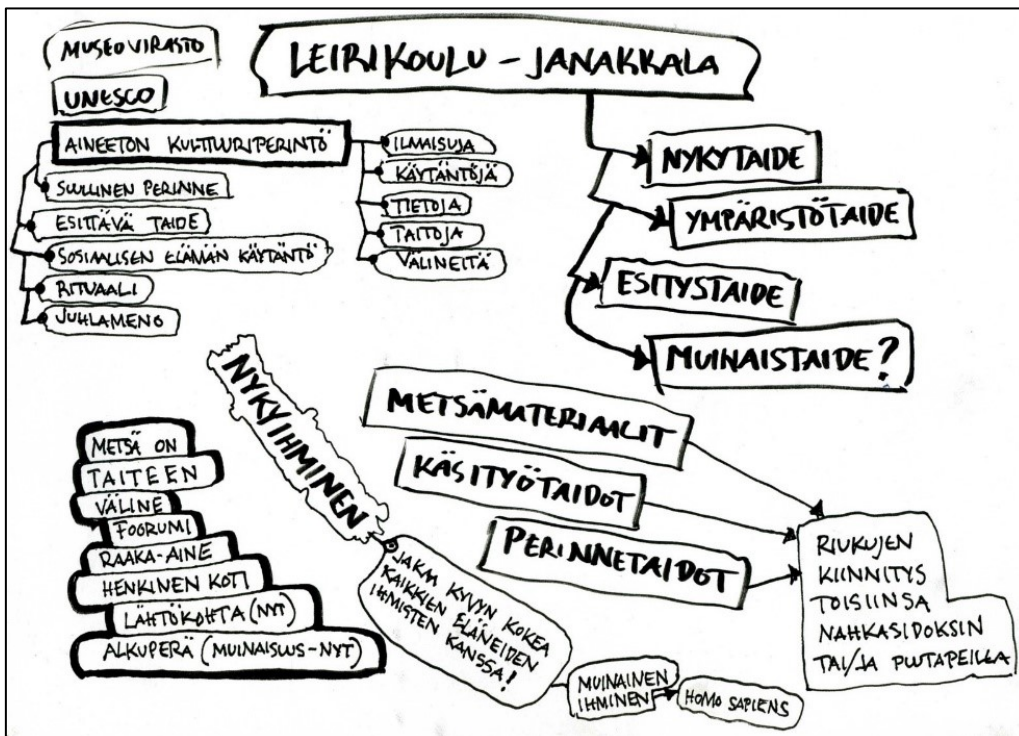 MUSEOVIRASTO
LEIRIKOULU – JANAKKALA
UNESCO
AINEETON KULTTUURIPERINTÖ
SUULLINEN PERINNE
ESITTÄVÄ TAIDE
SOSIAALISEN ELÄMÄN KÄYTÄNTÖ
RITUAALI
JUHLAMENO
ILMAISUJA
KÄYTÄNTÖJÄ
TIETOJA
TAITOJA
VÄLINEITÄ
NYKYTAIDE
YMPÄRISTÖTAIDE
ESITYSTAIDE
MUINAISTAIDE?
NYKYIHMINEN
JAKAA KYVYN KOKEA
KAIKKIEN ELÄNEIDEN
IHMISTEN KANSSA!
MUINAINEN
IHMINEN
HOMO SAPIENS
METSÄ ON
TAITEEN
VÄLINE
FOORUMI
RAAKA-AINE
HENKINEN KOTI
LÄHTÖKOHTA (NYT)
ALKUPERÄ (MUINAISUUS-NYT)
METSÄMATERIAALIT
KÄSITYÖTAIDOT
PERINNETAIDOT
RIUKUJEN
KIINNITYS
TOISIINSA
NAHKASIDOKSIN
TAI/JA PUUTAPEILLA